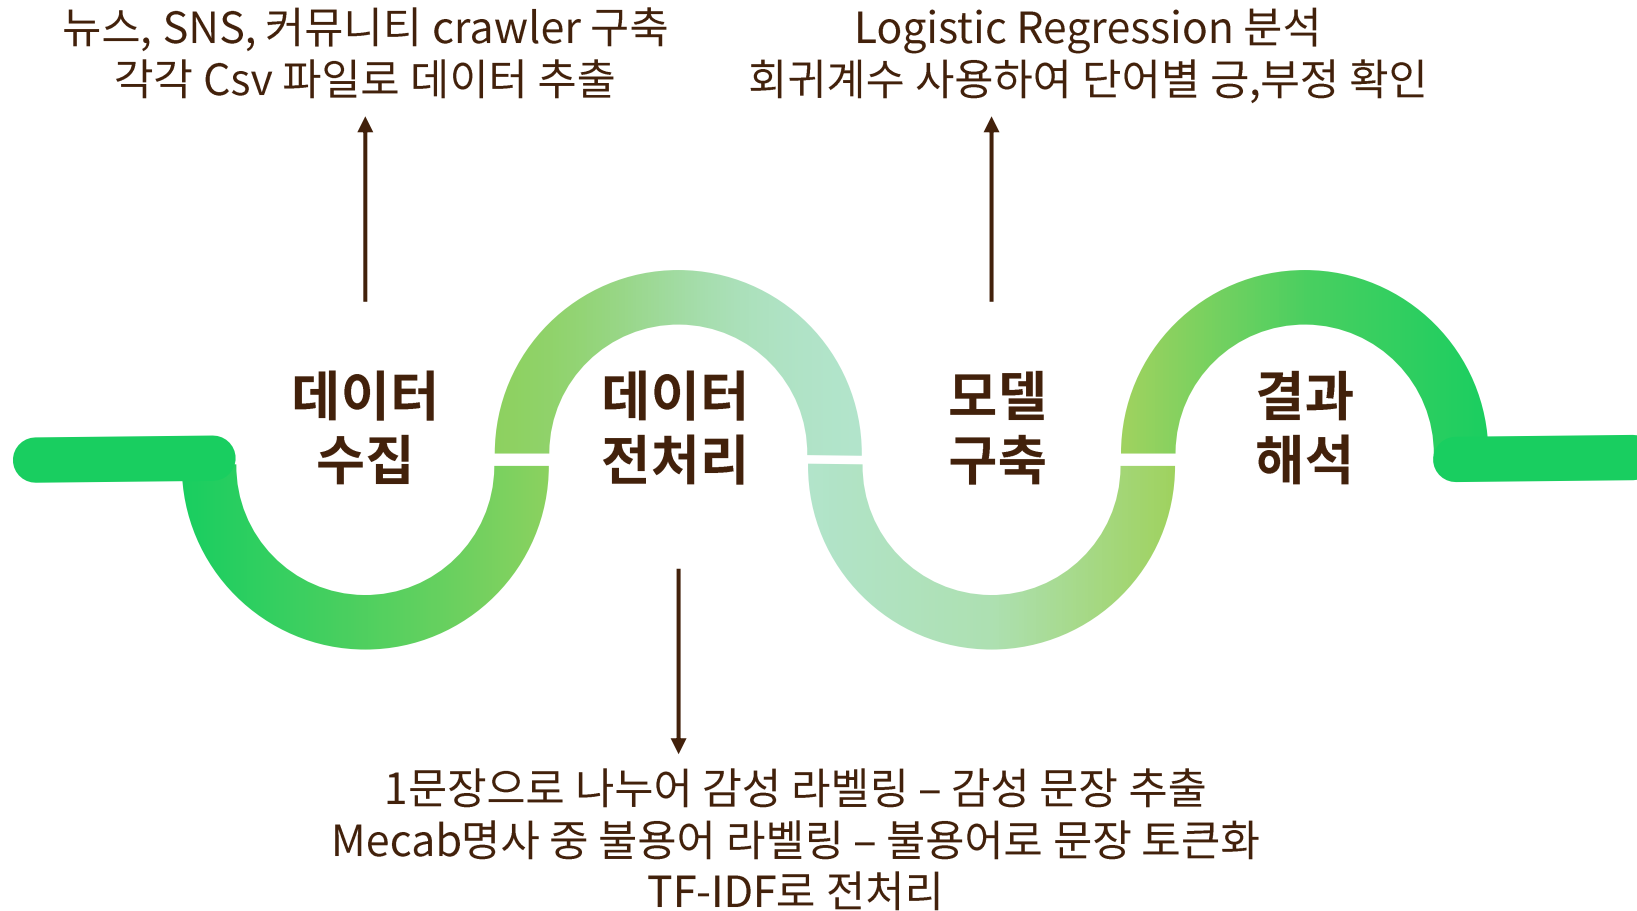 뉴스, SNS, 커뮤니티 crawler 구축
각각 Csv 파일로 데이터 추출
Logistic Regression 분석
회귀계수 사용하여 단어별 긍,부정 확인
데이터
수집
데이터
전처리
모델
구축
결과
해석
1문장으로 나누어 감성 라벨링 – 감성 문장 추출
Mecab명사 중 불용어 라벨링 – 불용어로 문장 토큰화
TF-IDF로 전처리